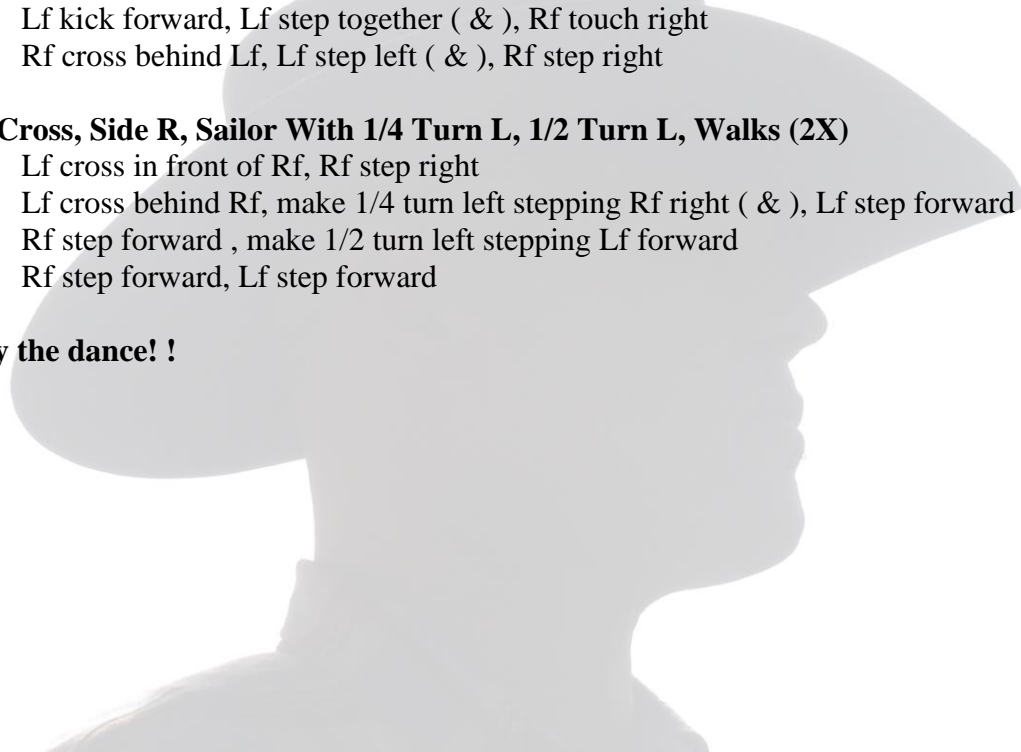 Lf kick forward, Lf step together ( & ), Rf touch right
Rf cross behind Lf, Lf step left ( & ), Rf step right
Cross, Side R, Sailor With 1/4 Turn L, 1/2 Turn L, Walks (2X)
Lf cross in front of Rf, Rf step right
Lf cross behind Rf, make 1/4 turn left stepping Rf right ( & ), Lf step forward
Rf step forward , make 1/2 turn left stepping Lf forward
Rf step forward, Lf step forward
y the dance! !